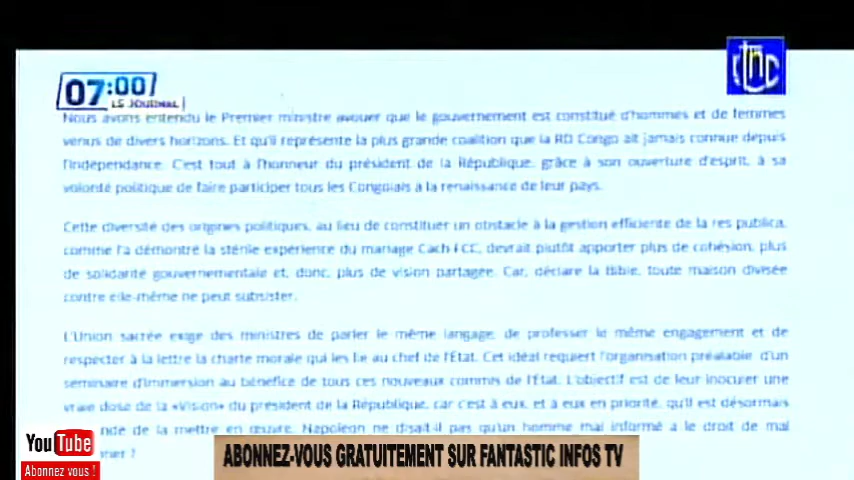 07:00
LE JOURNAL
Nous avons entendu le Premier ministre avouer que le gouvernement est constitué d'hommes et de femmes
venus de divers horizons. Et qu'il représente la plus grande coalition que la RD Congo ait jamais connue depuis
l'indépendance. C'est tout à l'honneur du président de la République, grâce à son ouverture d'esprit, à sa
volonté politique de faire participer tous les Congolais à la renaissance de leur pays.
Cette diversité des origines politiques, au lieu de constituer un obstacle à la gestion efficiente de la res publica,
comme l'a démontré la stérile expérience du mariage Cach FCC, devrait plutôt apporter plus de cohésion, plus
de solidarité gouvernementale et, donc, plus de vision partagée. Car, déclare la Bible, toute maison divisée
contre elle-même ne peut subsister.
L'Union sacrée exige des ministres de parler le même langage, de professer le même engagement et de
respecter à la lettre la charte morale qui les lie au chef de l'État. Cet idéal requiert l'organisation préalable d'un
séminaire d'immersion au bénéfice de tous ces nouveaux commis de l'État. L'objectif est de leur inoculer une
vraie dose de la «Vision» du président de la République, car c'est à eux, et à eux en priorité, qu'il est désormais
de la mettre en œuvre. Napoléon ne disait-il pas qu'un homme mal informé a le droit de mal
YouTube
Abonnez vous !
ABONNEZ-VOUS GRATUITEMENT SUR FANTASTIC INFOS TV